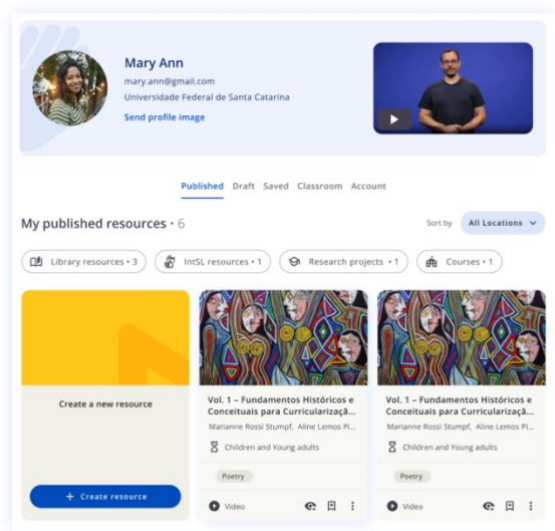 Mary Ann
mary.ann@gmail.com
Universidade Federal de Santa Catarina
Send profile image
Published Draft Saved Classroom Account
My published resources • 6
Sort by All Locations
Library resources • 3
IntSL resources • 1
Research projects • 1
Courses • 1
Create a new resource
+ Create resource
Vol. 1 – Fundamentos Históricos e
Conceituais para Curricularizaçã...
Marianne Rossi Stumpf, Aline Lemos Pi...
Children and Young adults
Poetry
Video
Vol. 1 – Fundamentos Históricos e
Conceituais para Curricularizaçã...
Marianne Rossi Stumpf, Aline Lemos Pi...
Children and Young adults
Poetry
Video